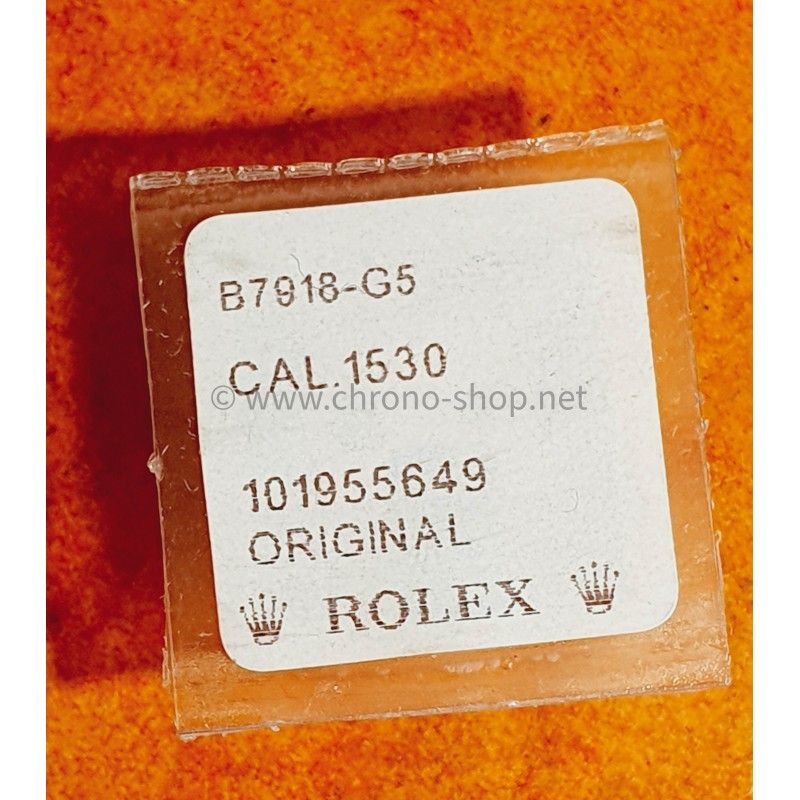 B7918-G5
CAL.1530
© www.chrono-shop.net
101955649
ORIGINAL
ROLEX